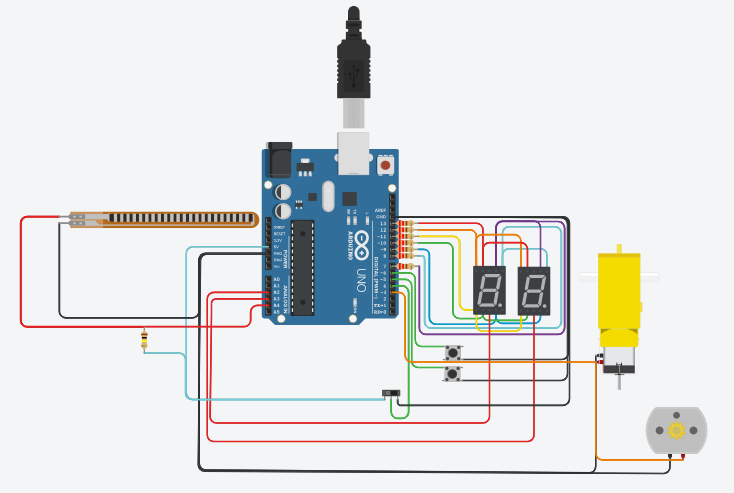 AREF
GND
13
12
~11
~10
~9
8
7
~6
~5
4
~3
2
TX→1
RX←0
DIGITAL (PWM~)
ARDUINO
UNO
IOREF
RESET
3.3V
5V
GND
GND
Vin
POWER
A0
A1
A2
A3
A4
A5
ANALOG IN